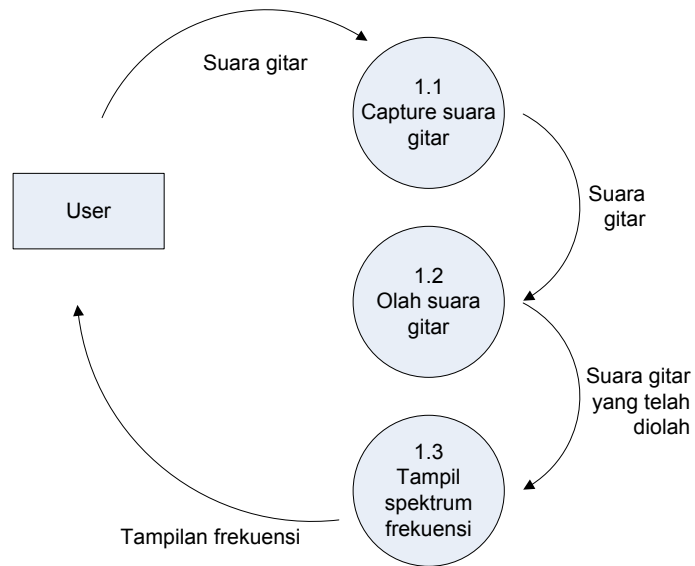 Suara gitar
1.1
Capture suara
gitar
User
Suara
gitar
1.2
Olah suara
gitar
Suara gitar
yang telah
diolah
1.3
Tampil
spektrum
frekuensi
Tampilan frekuensi